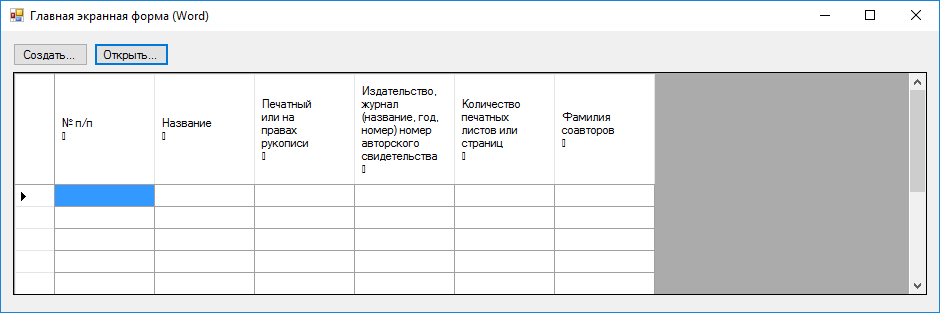 Главная экранная форма (Word)
Создать... Открыть...
№ п/п
Название
Печатный
или на
правах
рукописи
Издательство,
журнал
(название, год,
номер) номер
авторского
свидетельства
Количество
печатных
листов или
страниц
Фамилия
соавторов